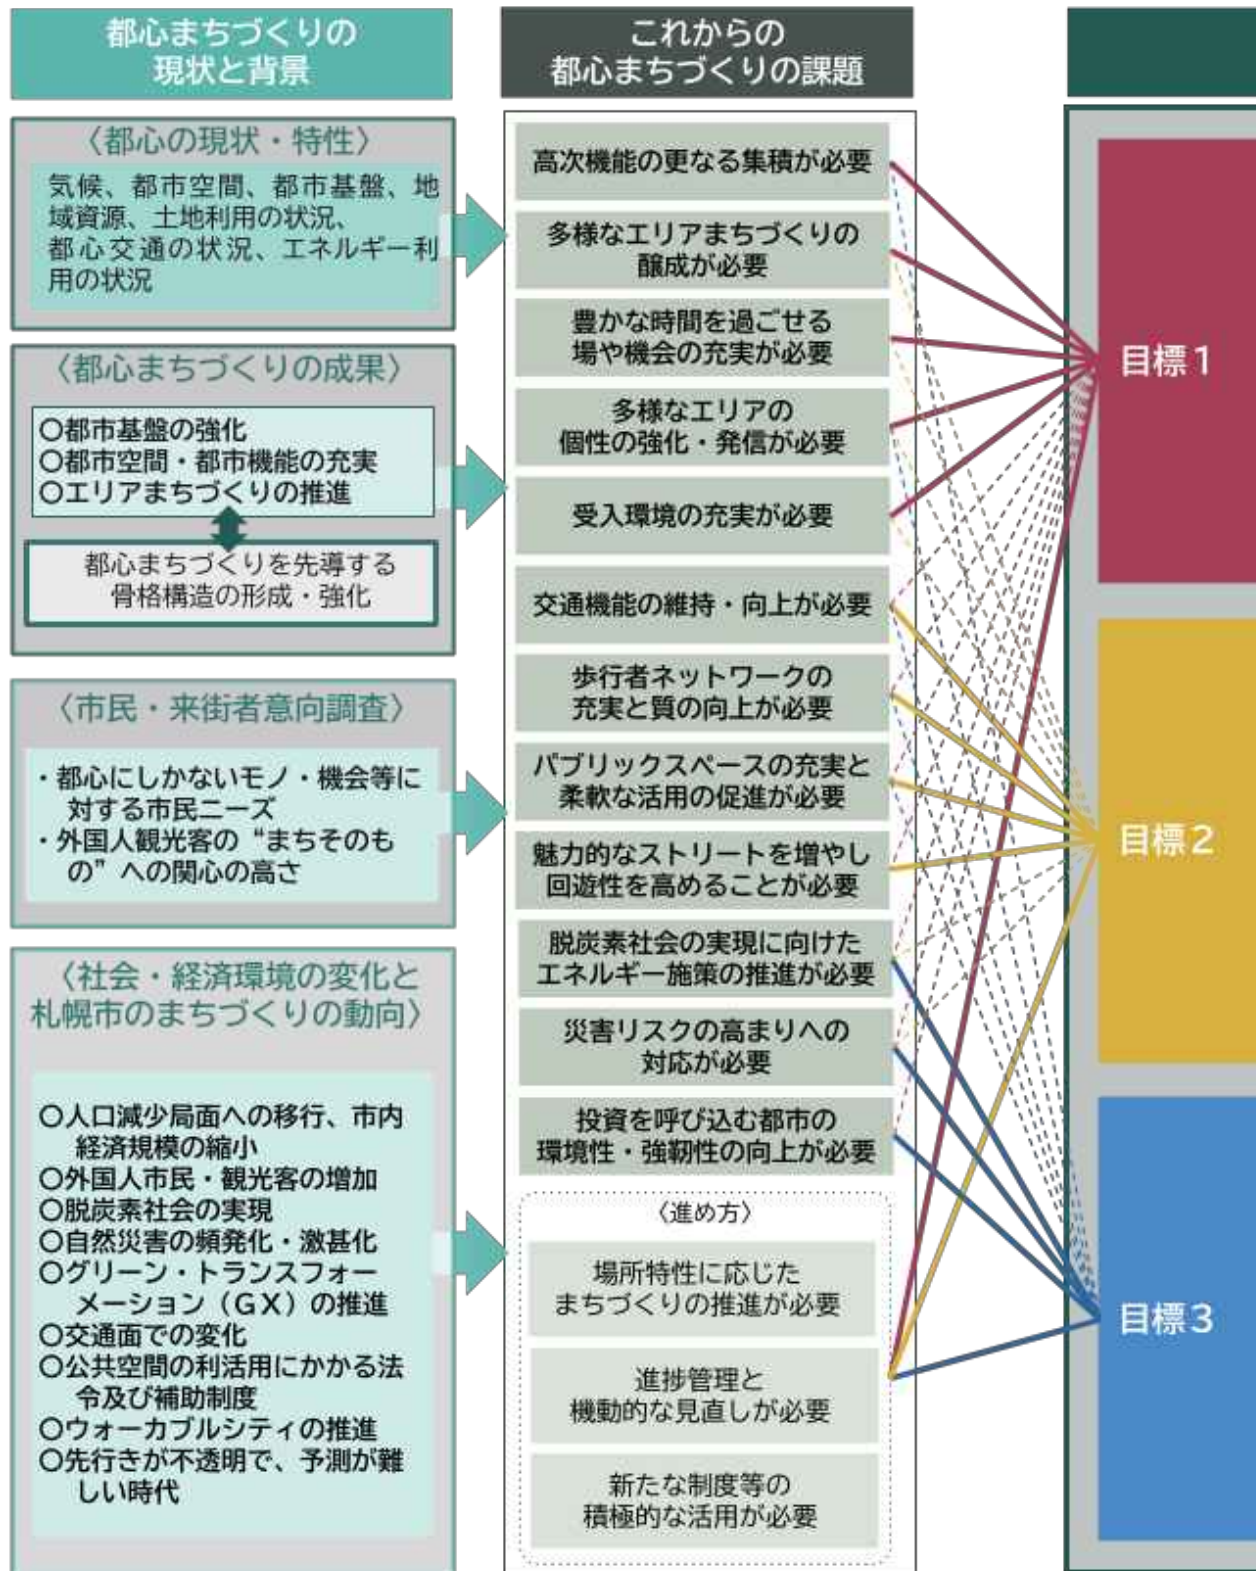 都心まちづくりの
現状と背景
〈都心の現状・特性〉
気候、都市空間、都市基盤、地
域資源、土地利用の状況、
都心交通の状況、エネルギー利
用の状況
〈都心まちづくりの成果〉
〇都市基盤の強化
〇都市空間・都市機能の充実
〇エリアまちづくりの推進
都心まちづくりを先導する
骨格構造の形成・強化
〈市民・来街者意向調査〉
・都心にしかないモノ・機会等に
対する市民ニーズ
・外国人観光客の“まちそのも
の”への関心の高さ
〈社会・経済環境の変化と
札幌市のまちづくりの動向〉
〇人口減少局面への移行、市内
経済規模の縮小
〇外国人市民・観光客の増加
〇脱炭素社会の実現
〇自然災害の頻発化・激甚化
〇グリーン・トランスフォー
メーション（ＧＸ）の推進
〇交通面での変化
〇公共空間の利活用にかかる法
令及び補助制度
〇ウォーカブルシティの推進
〇先行きが不透明で、予測が難
しい時代
これからの
都心まちづくりの課題
高次機能の更なる集積が必要
多様なエリアまちづくりの
醸成が必要
豊かな時間を過ごせる
場や機会の充実が必要
多様なエリアの
個性の強化・発信が必要
受入環境の充実が必要
交通機能の維持・向上が必要
歩行者ネットワークの
充実と質の向上が必要
パブリックスペースの充実と
柔軟な活用の促進が必要
魅力的なストリートを増やし
回遊性を高めることが必要
脱炭素社会の実現に向けた
エネルギー施策の推進が必要
災害リスクの高まりへの
対応が必要
投資を呼び込む都市の
環境性・強靭性の向上が必要
〈進め方〉
場所特性に応じた
まちづくりの推進が必要
進捗管理と
機動的な見直しが必要
新たな制度等の
積極的な活用が必要
目標１
目標２
目標３